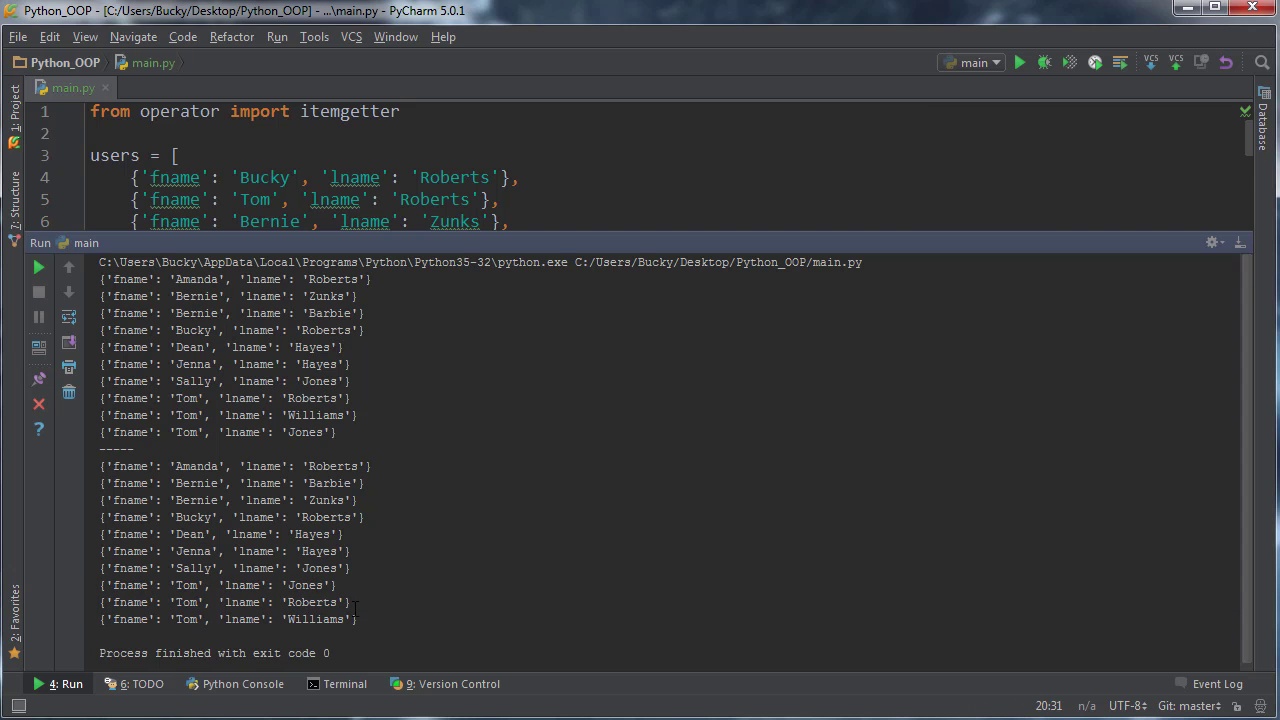 Python_OOP - [C:/Users/Bucky/Desktop/Python_OOP] - ...\main.py - PyCharm 5.0.1
File Edit View Navigate Code Refactor Run Tools VCS Window Help
Python_OOP main.py main VCS VCS
main.py
1: Project
7: Structure
2: Favorites
Database
1 from operator import itemgetter
2
3 users = [
4 {'fname': 'Bucky', 'lname': 'Roberts'},
5 {'fname': 'Tom', 'lname': 'Roberts'},
6 {'fname': 'Bernie', 'lname': 'Zunks'},
Run main
C:\Users\Bucky\AppData\Local\Programs\Python\Python35-32\python.exe C:/Users/Bucky/Desktop/Python_OOP/main.py
{'fname': 'Amanda', 'lname': 'Roberts'}
{'fname': 'Bernie', 'lname': 'Zunks'}
{'fname': 'Bernie', 'lname': 'Barbie'}
{'fname': 'Bucky', 'lname': 'Roberts'}
{'fname': 'Dean', 'lname': 'Hayes'}
{'fname': 'Jenna', 'lname': 'Hayes'}
{'fname': 'Sally', 'lname': 'Jones'}
{'fname': 'Tom', 'lname': 'Roberts'}
{'fname': 'Tom', 'lname': 'Williams'}
{'fname': 'Tom', 'lname': 'Jones'}
-----
{'fname': 'Amanda', 'lname': 'Roberts'}
{'fname': 'Bernie', 'lname': 'Barbie'}
{'fname': 'Bernie', 'lname': 'Zunks'}
{'fname': 'Bucky', 'lname': 'Roberts'}
{'fname': 'Dean', 'lname': 'Hayes'}
{'fname': 'Jenna', 'lname': 'Hayes'}
{'fname': 'Sally', 'lname': 'Jones'}
{'fname': 'Tom', 'lname': 'Jones'}
{'fname': 'Tom', 'lname': 'Roberts'}
{'fname': 'Tom', 'lname': 'Williams'}
Process finished with exit code 0
4: Run 6: TODO Python Console Terminal 9: Version Control Event Log
20:31 n/a UTF-8 Git: master